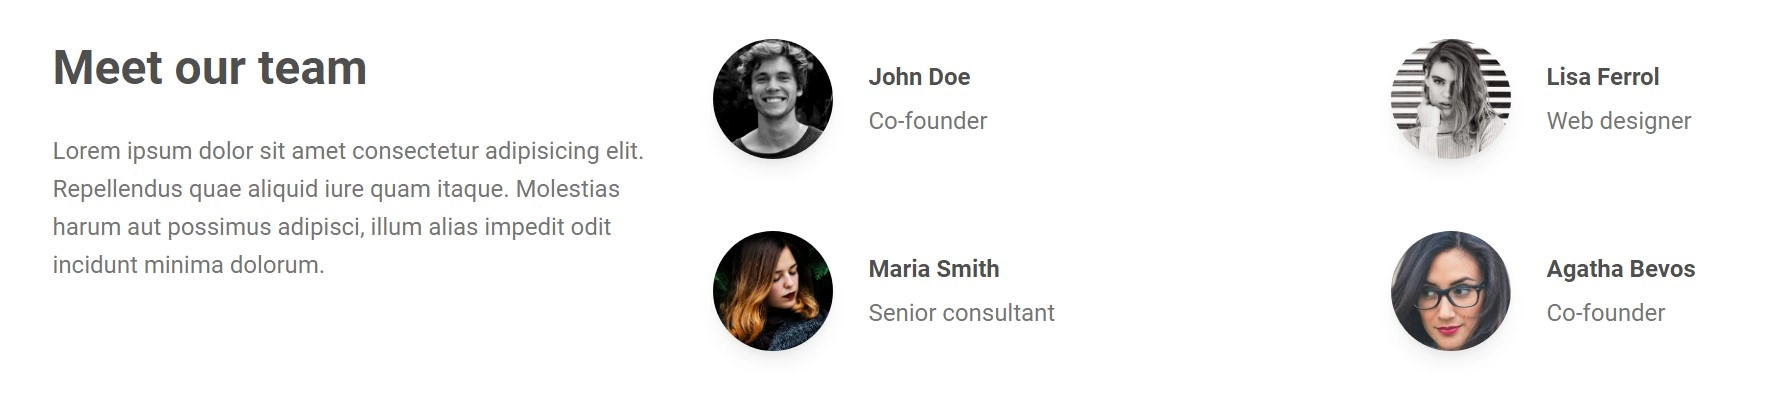 Meet our team
Lorem ipsum dolor sit amet consectetur adipisicing elit.
Repellendus quae aliquid iure quam itaque. Molestias
harum aut possimus adipisci, illum alias impedit odit
incidunt minima dolorum.
John Doe
Co-founder
Lisa Ferrol
Web designer
Maria Smith
Senior consultant
Agatha Bevos
Co-founder